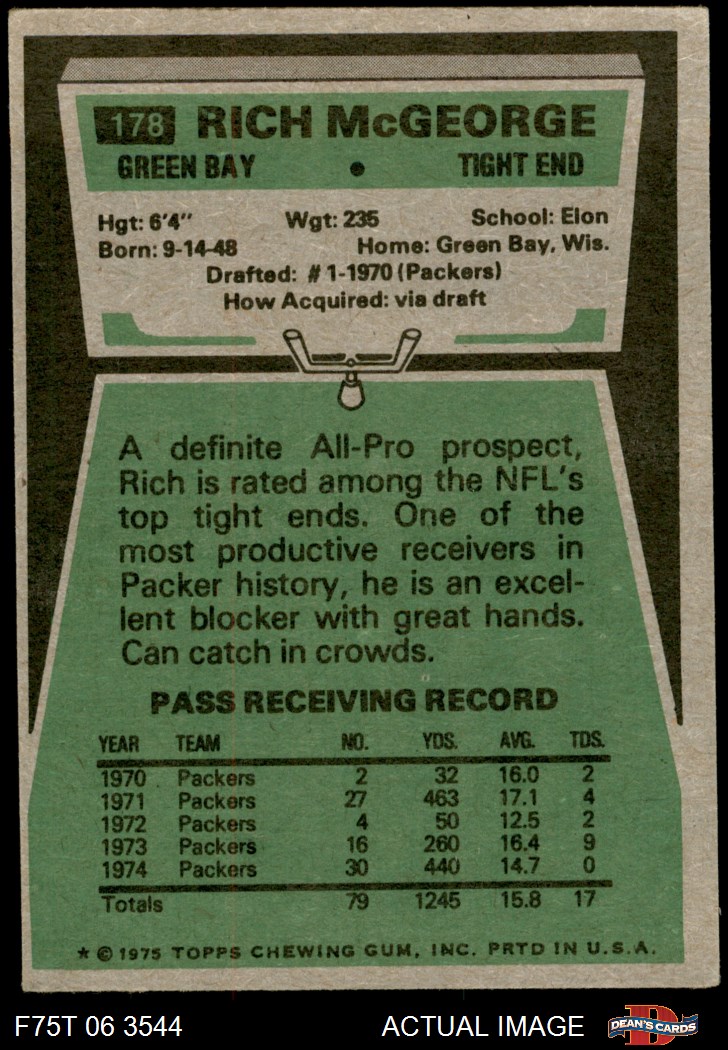 178 RICH McGEORGE
GREEN BAY • TIGHT END
Hgt: 6'4" Wgt: 235 School: Elon
Born: 9-14-48 Home: Green Bay, Wis.
Drafted: #1-1970 (Packers)
How Acquired: via draft
A definite All-Pro prospect,
Rich is rated among the NFL's
top tight ends. One of the
most productive receivers in
Packer history, he is an excel-
lent blocker with great hands.
Can catch in crowds.
PASS RECEIVING RECORD
YEAR TEAM NO. YDS. AVG. TDS.
1970 Packers 2 32 16.0 2
1971 Packers 27 463 17.1 4
1972 Packers 4 50 12.5 2
1973 Packers 16 260 16.4 9
1974 Packers 30 440 14.7 0
Totals 79 1245 15.8 17
* © 1975 TOPPS CHEWING GUM, INC. PRTD IN U.S.A.
F75T 06 3544 ACTUAL IMAGE D DEAN'S CARDS